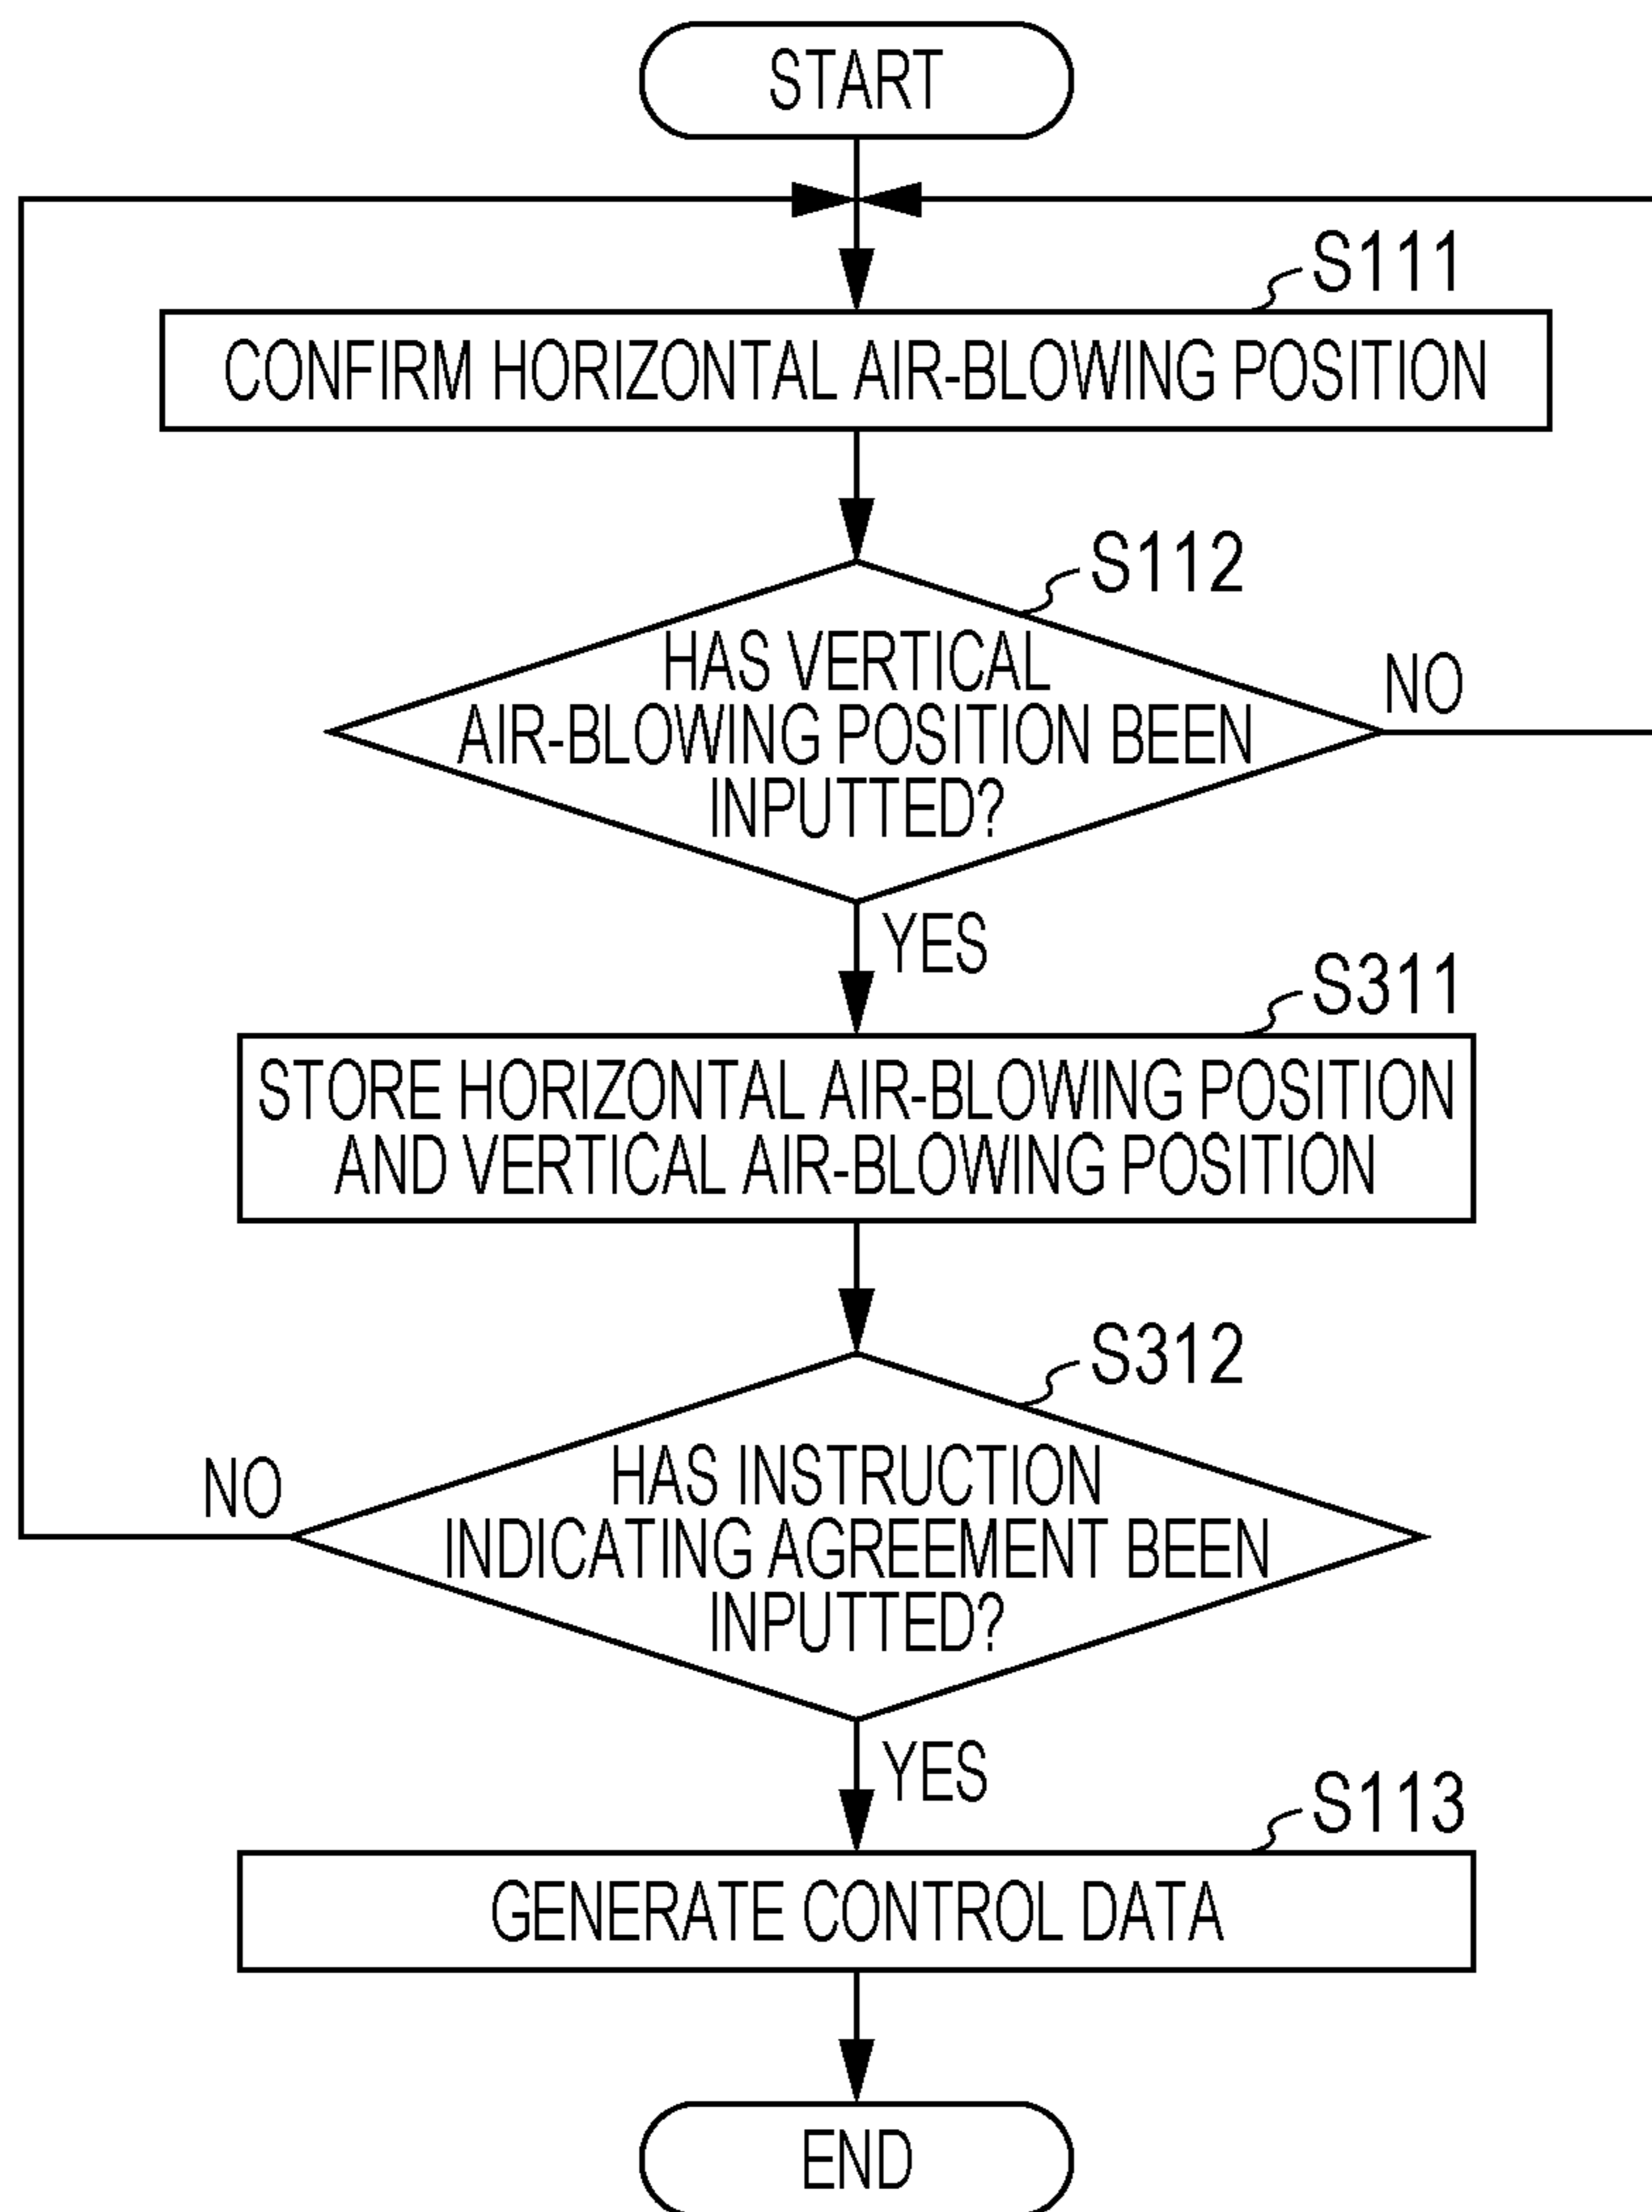 START
S111
CONFIRM HORIZONTAL AIR-BLOWING POSITION
S112
HAS VERTICAL
AIR-BLOWING POSITION BEEN
INPUTTED?
NO
YES
S311
STORE HORIZONTAL AIR-BLOWING POSITION
AND VERTICAL AIR-BLOWING POSITION
S312
HAS INSTRUCTION
INDICATING AGREEMENT BEEN
INPUTTED?
NO
YES
S113
GENERATE CONTROL DATA
END